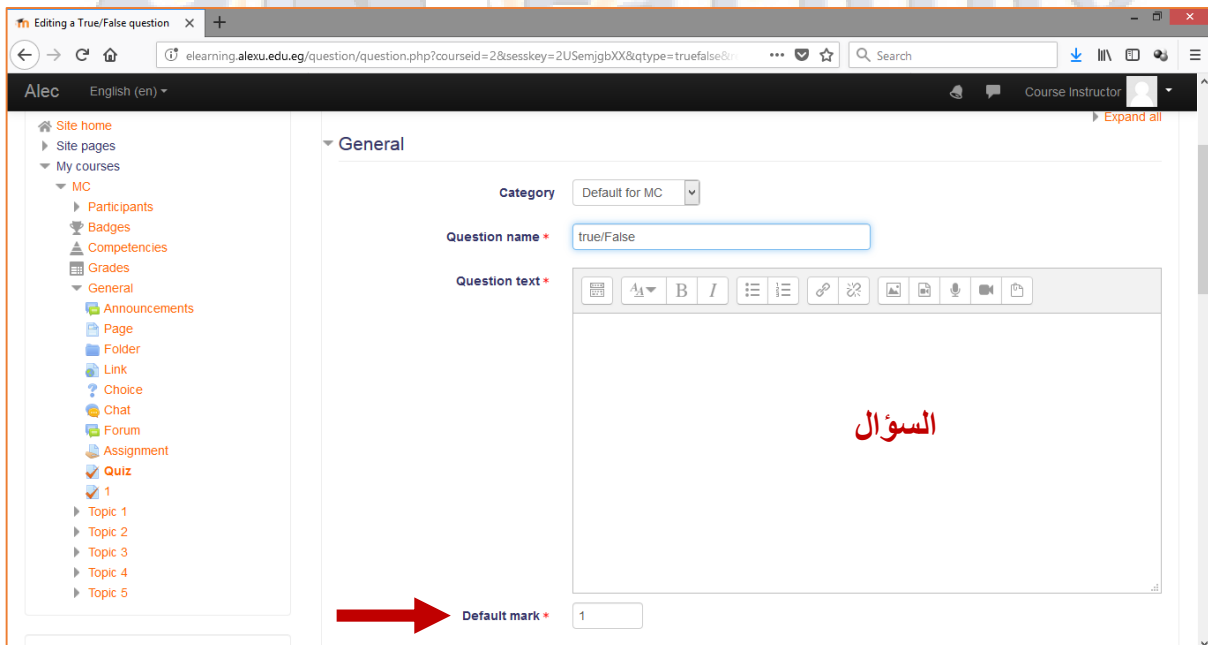 Editing a True/False question
elearning.alexu.edu.eg/question/question.php?courseid=2&sesskey=2USemjgbXX&qtype=truefalse&
Search
Alec English (en)
Course Instructor
Expand all
Site home
Site pages
My courses
MC
Participants
Badges
Competencies
Grades
General
Announcements
Page
Folder
Link
Choice
Chat
Forum
Assignment
Quiz
1
Topic 1
Topic 2
Topic 3
Topic 4
Topic 5
General
Category Default for MC
Question name * true/False
Question text *
السؤال
Default mark * 1